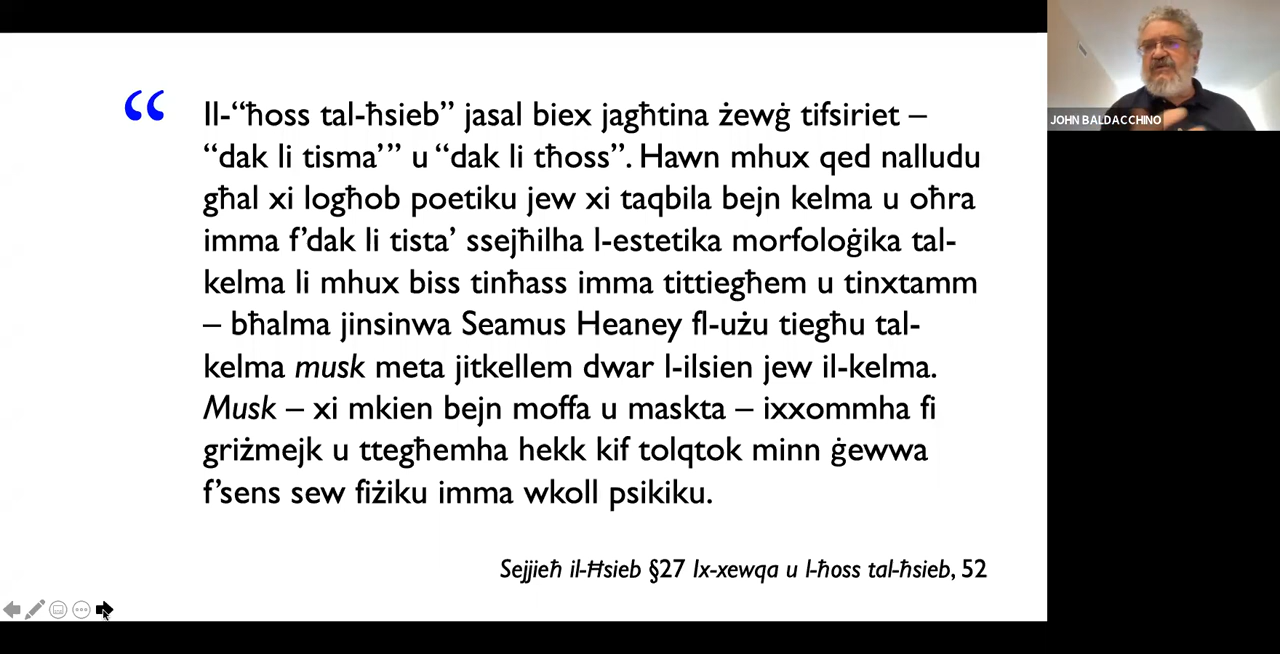 JOHN BALDACCHINO
“
Il-“ħoss tal-ħsieb” jasal biex jagħtina żewġ tifsiriet –
“dak li tisma’” u “dak li tħoss”. Hawn mhux qed nalludu
għal xi logħob poetiku jew xi taqbila bejn kelma u oħra
imma f’dak li tista’ ssejħilha l-estetika morfoloġika tal-
kelma li mhux biss tinħass imma tittiegħem u tinxtamm
– bħalma jinsinwa Seamus Heaney fl-użu tiegħu tal-
kelma musk meta jitkellem dwar l-ilsien jew il-kelma.
Musk – xi mkien bejn moffa u maskta – ixxommha fi
griżmejk u ttegħemha hekk kif tolqtok minn ġewwa
f’sens sew fiżiku imma wkoll psikiku.
Sejjieħ il-Ħsieb §27 Ix-xewqa u l-ħoss tal-ħsieb, 52